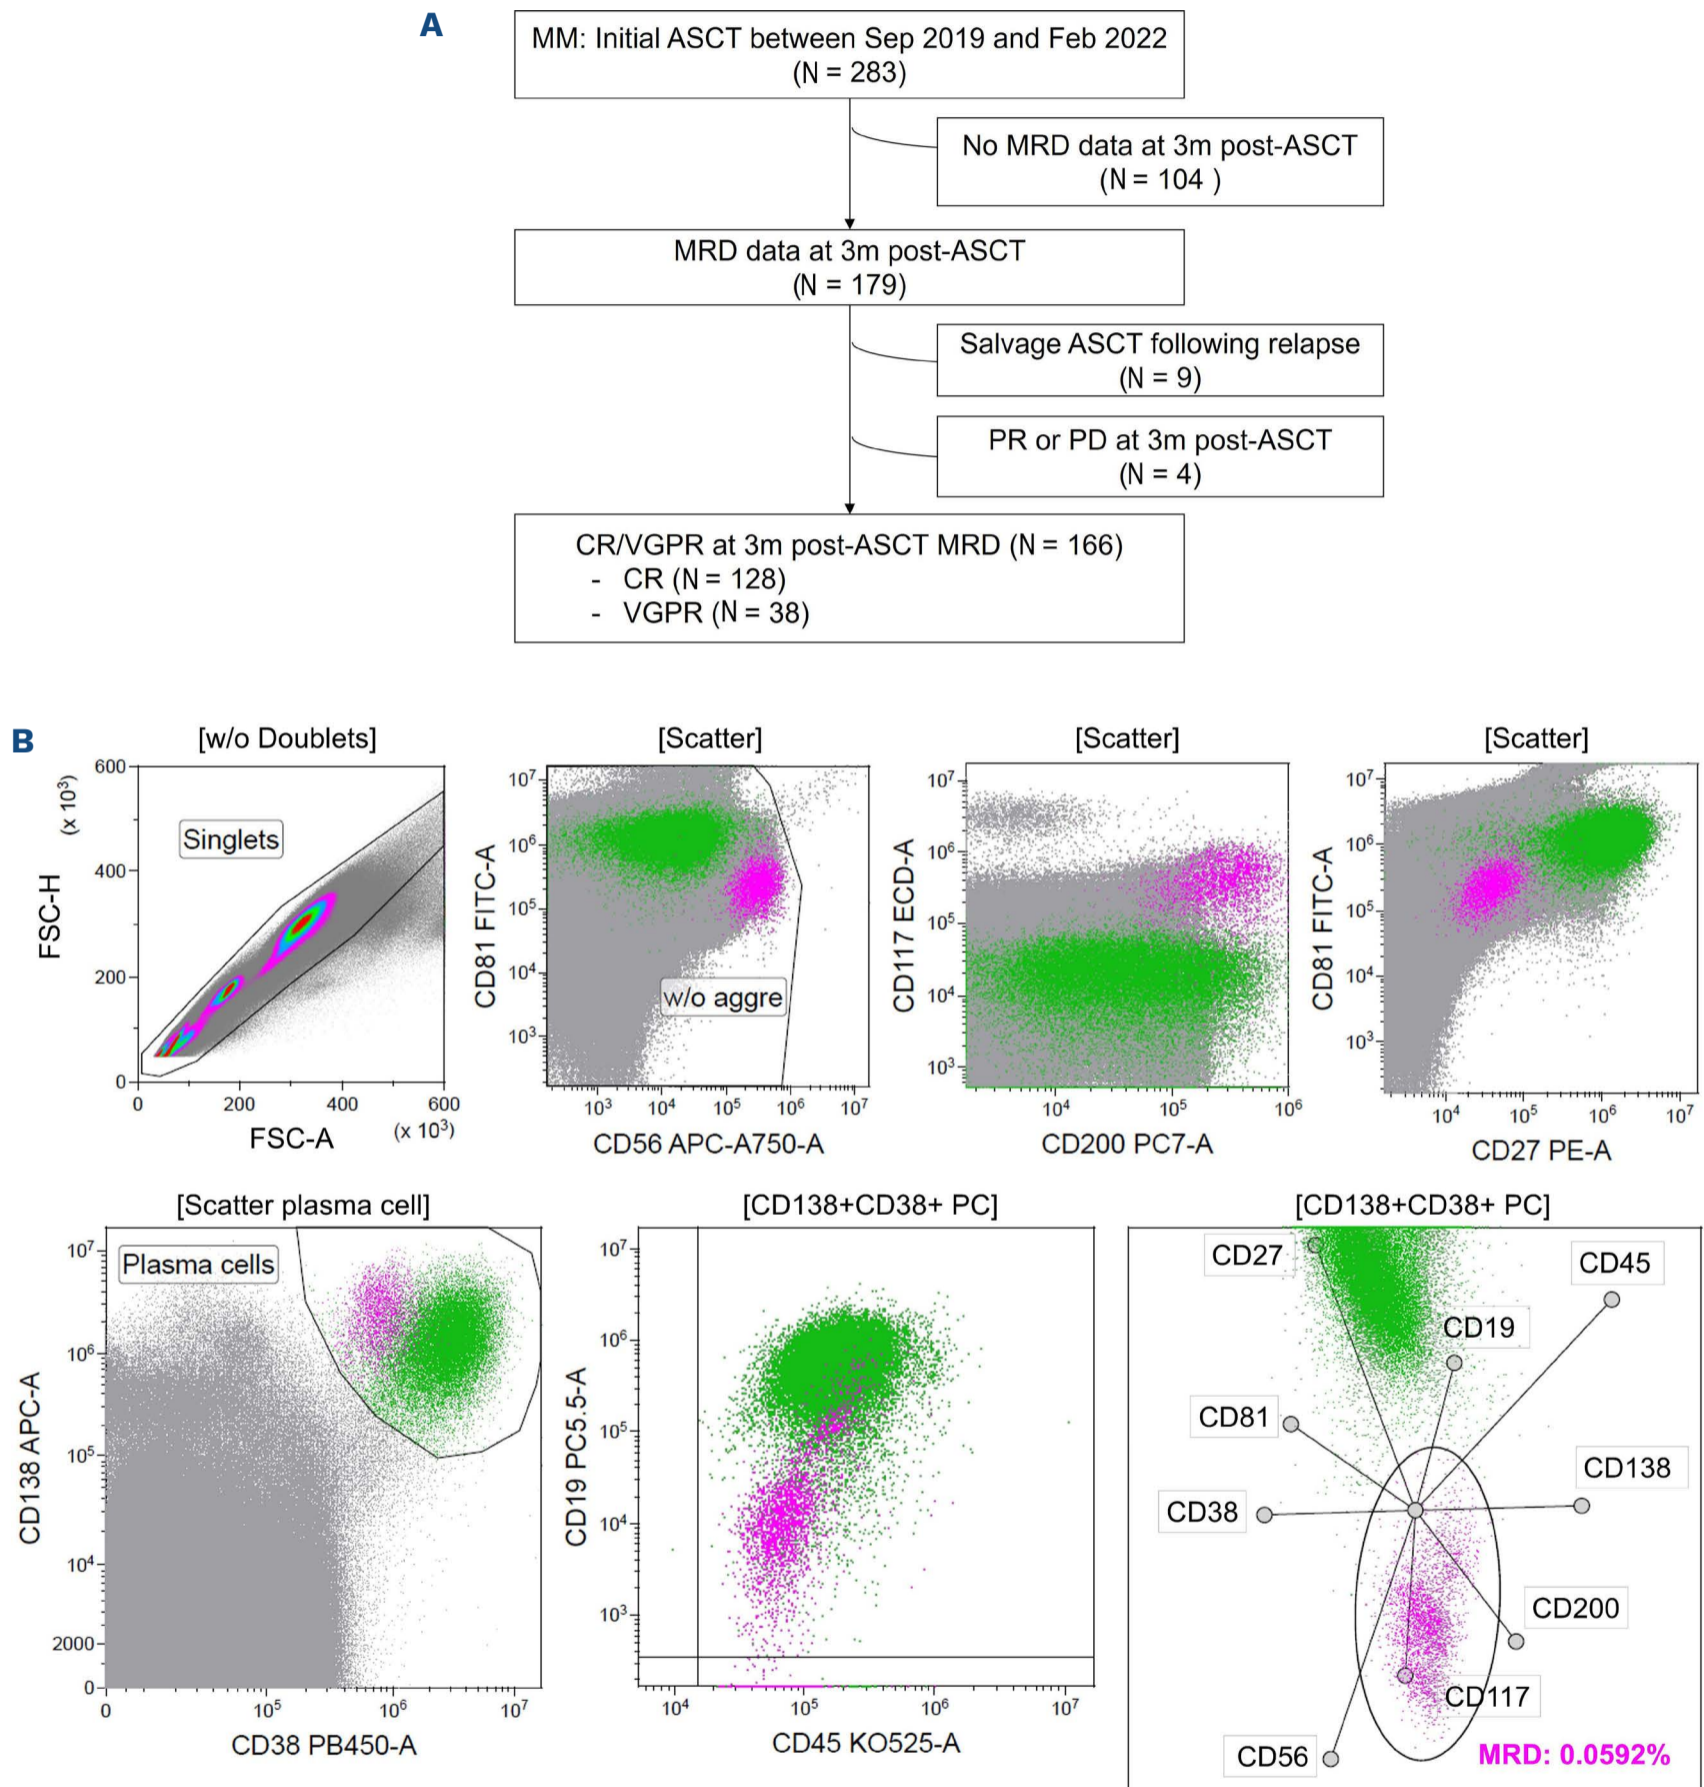 A
MM: Initial ASCT between Sep 2019 and Feb 2022
(N = 283)
No MRD data at 3m post-ASCT
(N = 104 )
MRD data at 3m post-ASCT
(N = 179)
Salvage ASCT following relapse
(N = 9)
PR or PD at 3m post-ASCT
(N = 4)
CR/VGPR at 3m post-ASCT MRD (N = 166)
- CR (N = 128)
- VGPR (N = 38)
B
[w/o Doublets]
(x 10³)
FSC-H
600
400
200
0
Singlets
0 200 400 600
FSC-A
(x 10³)
[Scatter]
CD81 FITC-A
10⁷
10⁶
10⁵
10⁴
10³
w/o aggre
10³ 10⁴ 10⁵ 10⁶ 10⁷
CD56 APC-A750-A
[Scatter]
CD117 ECD-A
10⁷
10⁶
10⁵
10⁴
10³
10⁴ 10⁵ 10⁶
CD200 PC7-A
[Scatter]
CD81 FITC-A
10⁷
10⁶
10⁵
10⁴
10³
10⁴ 10⁵ 10⁶ 10⁷
CD27 PE-A
[Scatter plasma cell]
CD138 APC-A
10⁷
10⁶
10⁵
10⁴
2000
0
Plasma cells
0 10⁵ 10⁶ 10⁷
CD38 PB450-A
[CD138+CD38+ PC]
CD19 PC5.5-A
10⁷
10⁶
10⁵
10⁴
10³
10⁴ 10⁵ 10⁶ 10⁷
CD45 KO525-A
[CD138+CD38+ PC]
CD27
CD45
CD19
CD81
CD138
CD38
CD200
CD117
CD56
MRD: 0.0592%